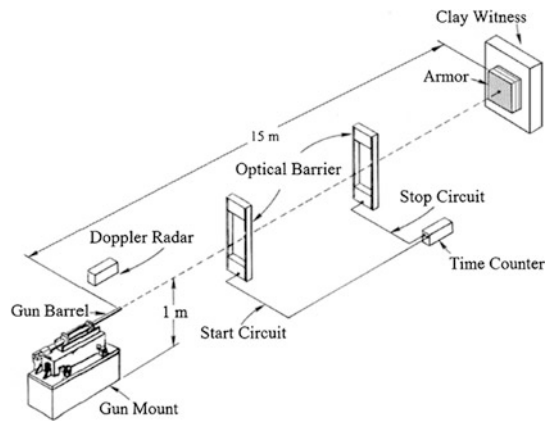 Clay Witness
Armor
15 m
Optical Barrier
Stop Circuit
Doppler Radar
Time Counter
Gun Barrel
1 m
Start Circuit
Gun Mount